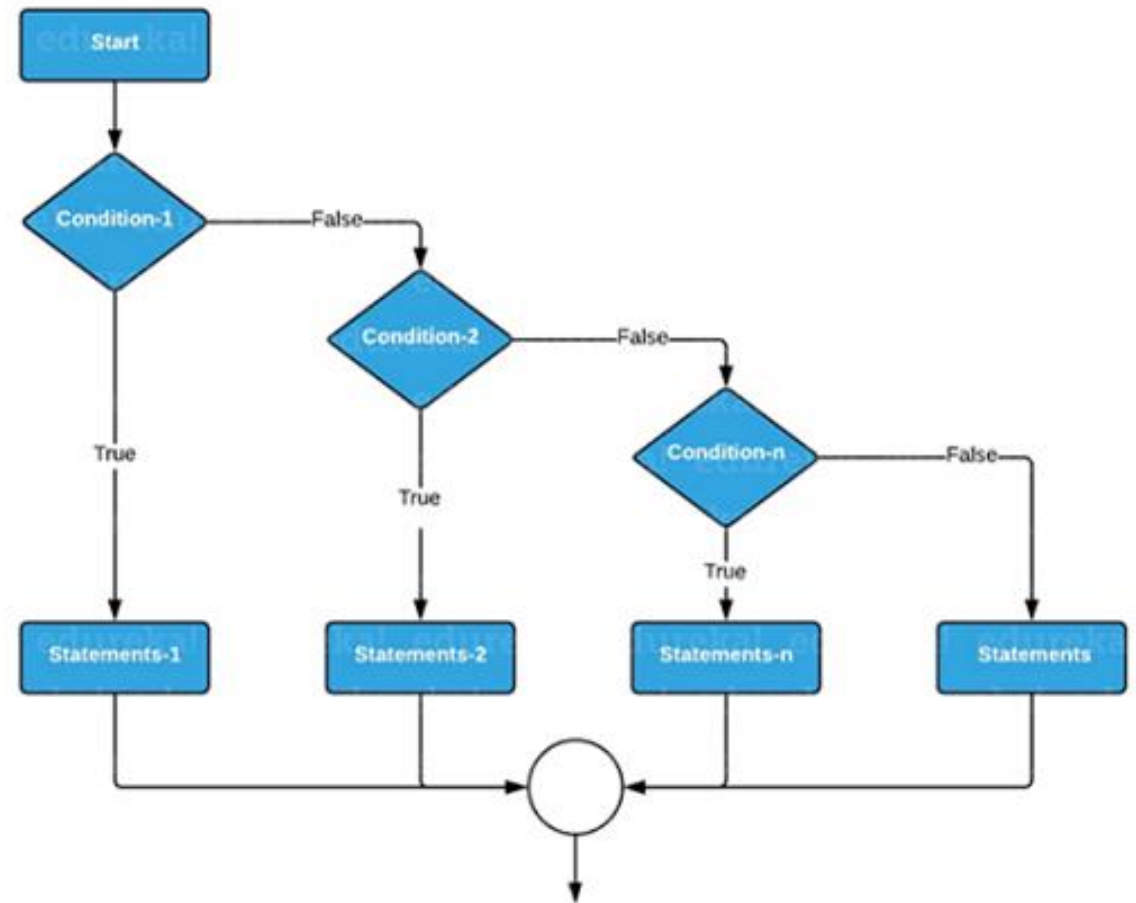 Start
Condition-1
False
Condition-2
False
Condition-n
False
True
True
True
Statements-1
Statements-2
Statements-n
Statements